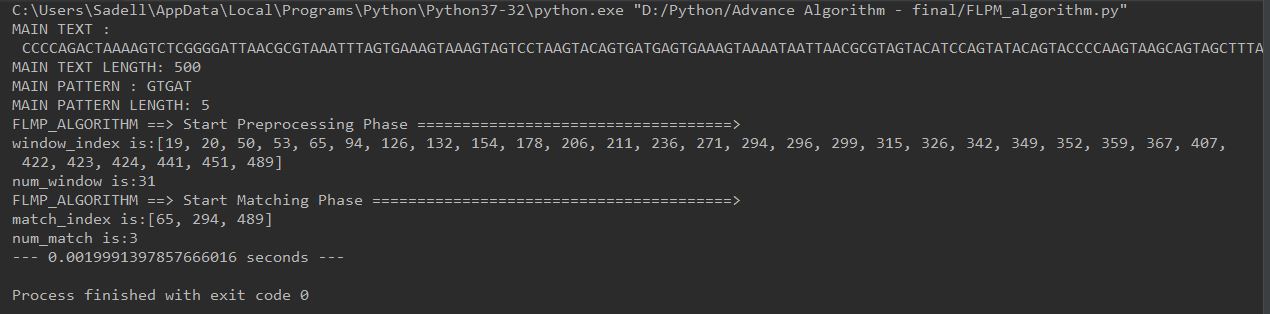 C:\Users\Sadell\AppData\Local\Programs\Python\Python37-32\python.exe "D:/Python/Advance Algorithm - final/FLPM_algorithm.py"
MAIN TEXT :
CCCCAGACTAAAAGTCTCGGGGATTAACGCGTAAATTTAGTGAAAGTAAAGTAGTCCTAAGTACAGTGATGAGTGAAAGTAAAATAATTAACGCGTAGTACATCCAGTATACAGTACCCCAAGTAAGCAGTAGCTTTA
MAIN TEXT LENGTH: 500
MAIN PATTERN : GTGAT
MAIN PATTERN LENGTH: 5
FLMP_ALGORITHM ==> Start Preprocessing Phase ===================================>
window_index is:[19, 20, 50, 53, 65, 94, 126, 132, 154, 178, 206, 211, 236, 271, 294, 296, 299, 315, 326, 342, 349, 352, 359, 367, 407,
422, 423, 424, 441, 451, 489]
num_window is:31
FLMP_ALGORITHM ==> Start Matching Phase ========================================>
match_index is:[65, 294, 489]
num_match is:3
--- 0.0019991397857666016 seconds ---
Process finished with exit code 0